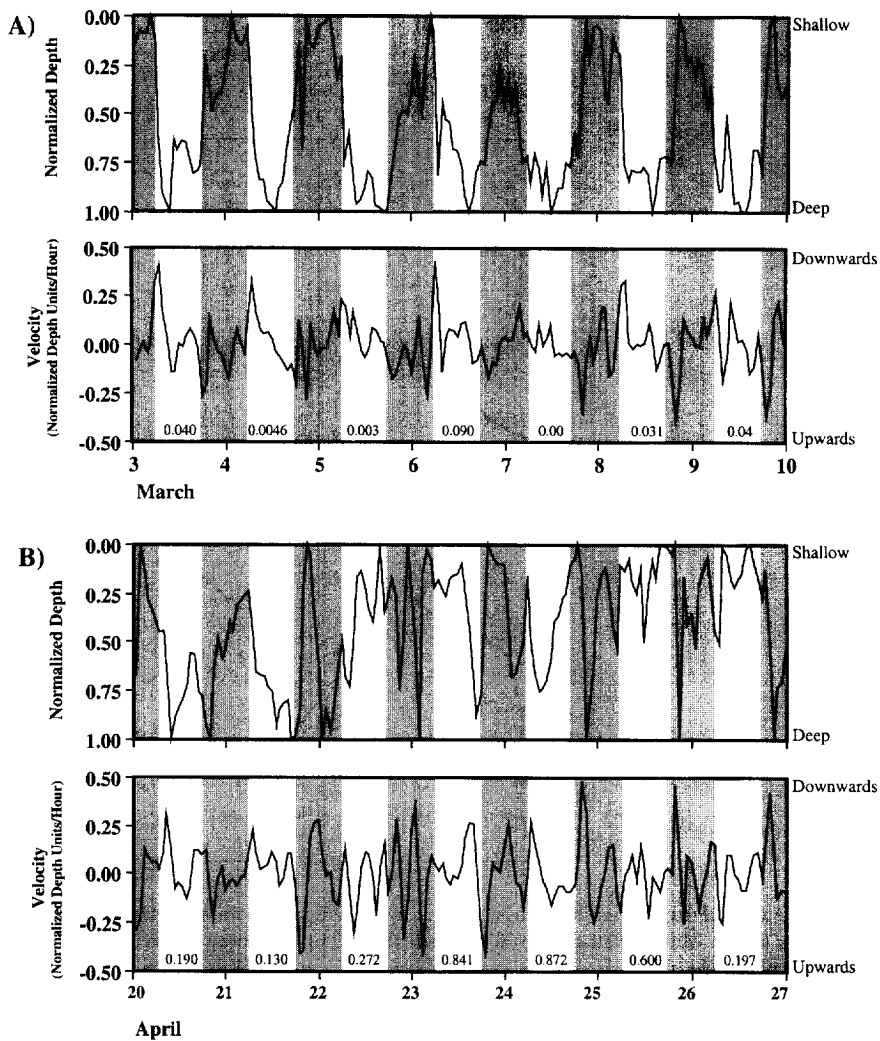 A)
Normalized Depth
0.00
0.25
0.50
0.75
1.00
Shallow
Deep
Velocity
(Normalized Depth Units/Hour)
0.50
0.25
0.00
-0.25
-0.50
Downwards
Upwards
0.040 0.0046 0.003 0.090 0.00 0.031 0.04
3 4 5 6 7 8 9 10
March
B)
Normalized Depth
0.00
0.25
0.50
0.75
1.00
Shallow
Deep
Velocity
(Normalized Depth Units/Hour)
0.50
0.25
0.00
-0.25
-0.50
Downwards
Upwards
0.190 0.130 0.272 0.841 0.872 0.600 0.197
20 21 22 23 24 25 26 27
April